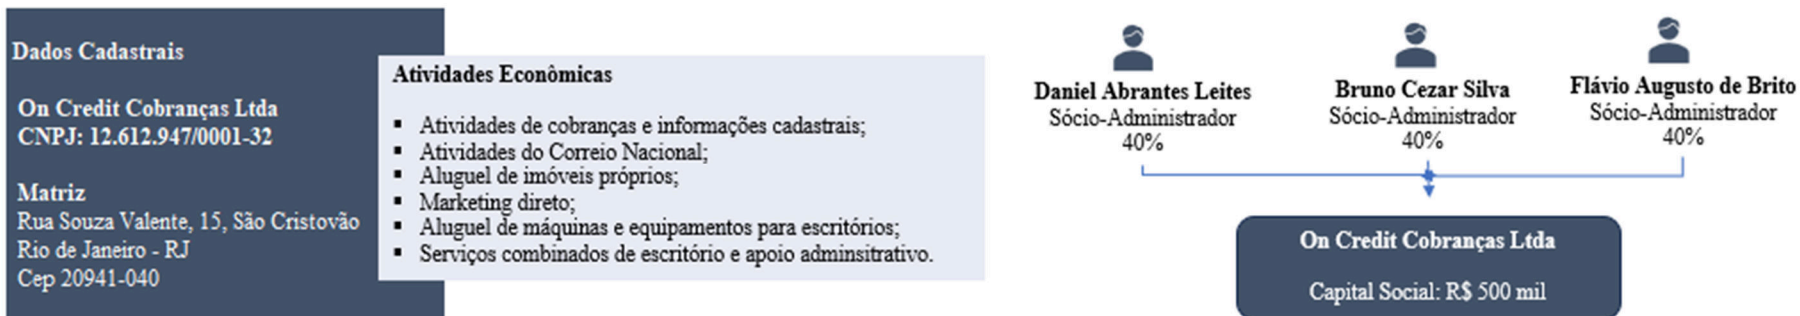 Dados Cadastrais
On Credit Cobranças Ltda
CNPJ: 12.612.947/0001-32
Matriz
Rua Souza Valente, 15, São Cristovão
Rio de Janeiro - RJ
Cep 20941-040
Atividades Econômicas
▪ Atividades de cobranças e informações cadastrais;
▪ Atividades do Correio Nacional;
▪ Aluguel de imóveis próprios;
▪ Marketing direto;
▪ Aluguel de máquinas e equipamentos para escritórios;
▪ Serviços combinados de escritório e apoio adminsitrativo.
Daniel Abrantes Leites
Sócio-Administrador
40%
Bruno Cezar Silva
Sócio-Administrador
40%
Flávio Augusto de Brito
Sócio-Administrador
40%
On Credit Cobranças Ltda
Capital Social: R$ 500 mil